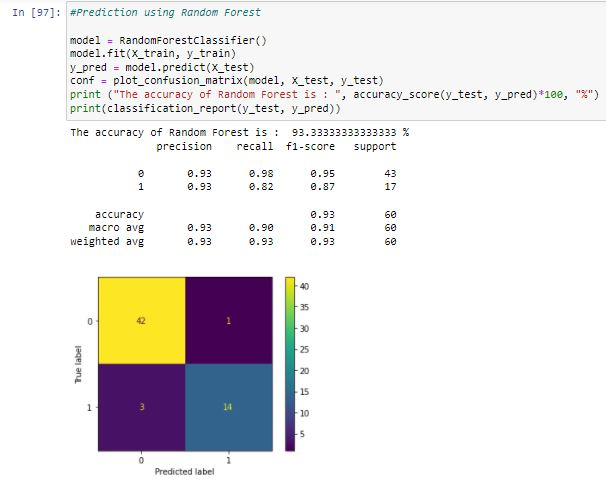 In [97]: #Prediction using Random Forest
model = RandomForestClassifier()
model.fit(X_train, y_train)
y_pred = model.predict(X_test)
conf = plot_confusion_matrix(model, X_test, y_test)
print ("The accuracy of Random Forest is : ", accuracy_score(y_test, y_pred)*100, "%")
print(classification_report(y_test, y_pred))
The accuracy of Random Forest is :  93.33333333333333 %
precision recall f1-score support
0 0.93 0.98 0.95 43
1 0.93 0.82 0.87 17
accuracy 0.93 60
macro avg 0.93 0.90 0.91 60
weighted avg 0.93 0.93 0.93 60
0 42 1
1 3 14
True label
0 1
Predicted label
40
35
30
25
20
15
10
5